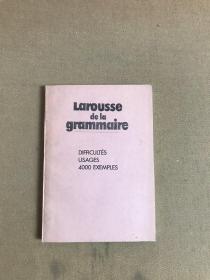 Larousse
de la
grammaire
DIFFICULTÉS
USAGES
4000 EXEMPLES